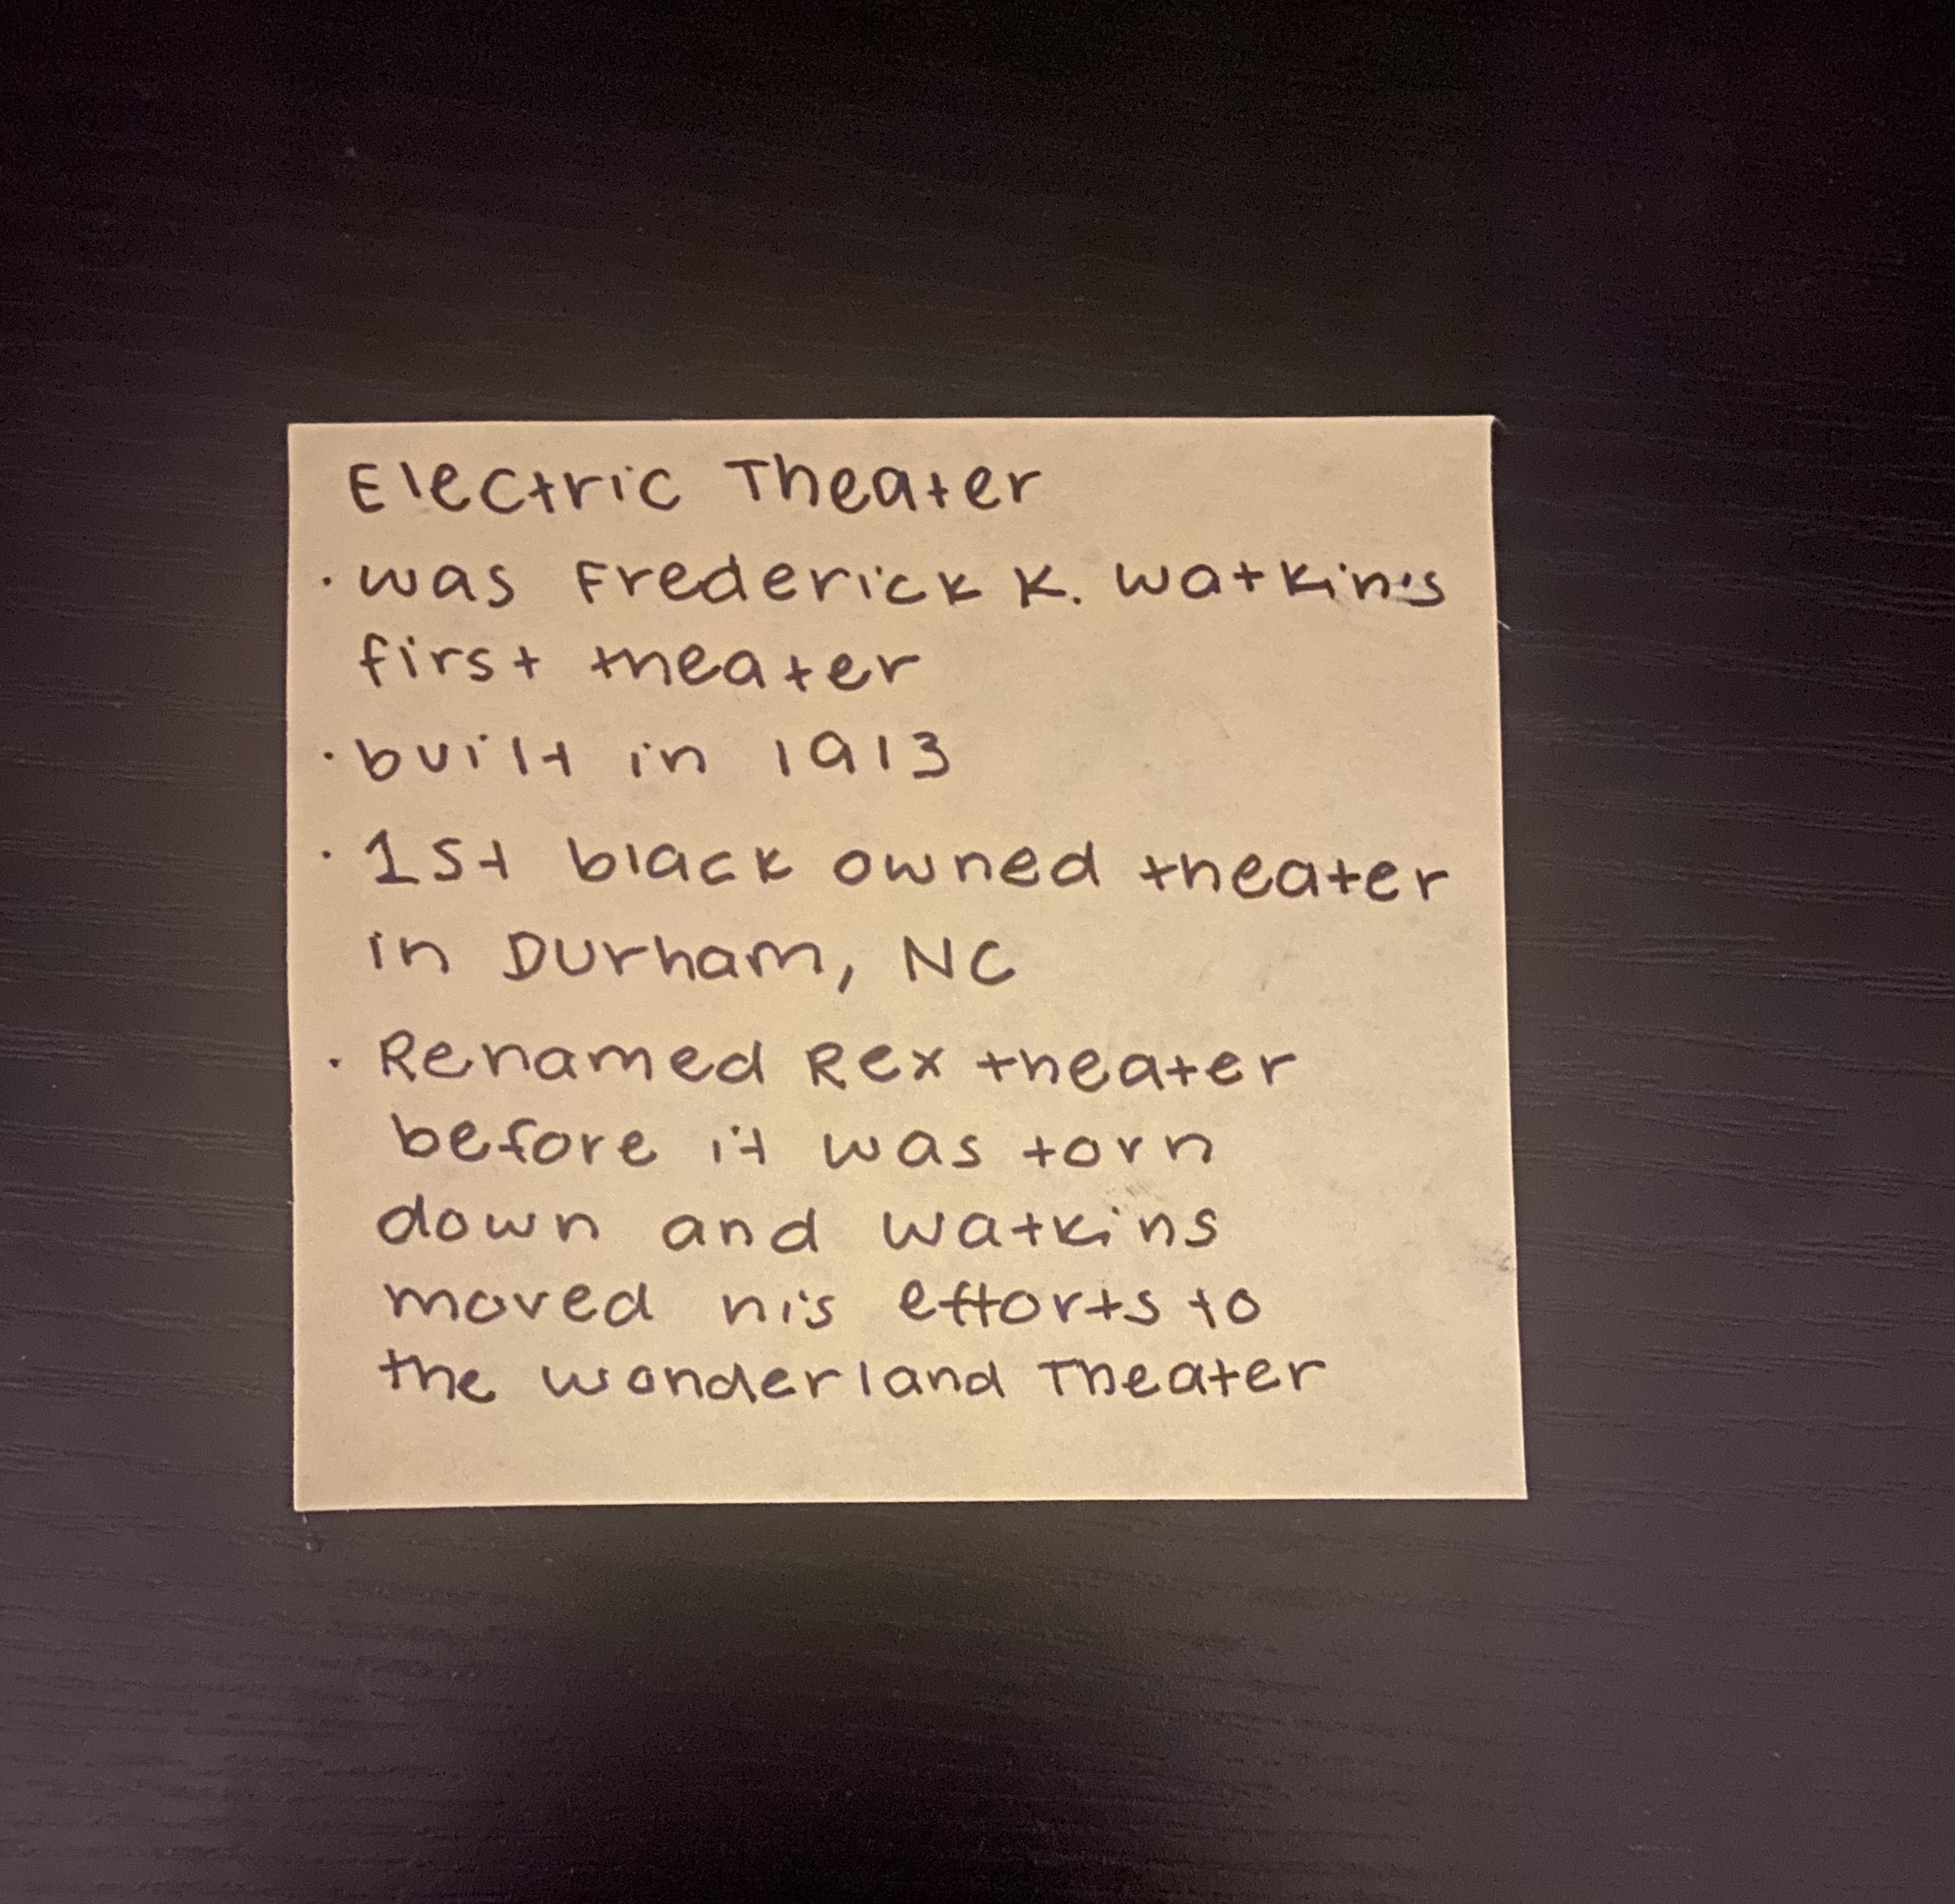 Electric Theater
· was Frederick K. Watkin's
first theater
· built in 1913
· 1st black owned theater
in Durham, NC
· Renamed Rex theater
before it was torn
down and Watkins
moved his efforts to
the Wonderland Theater